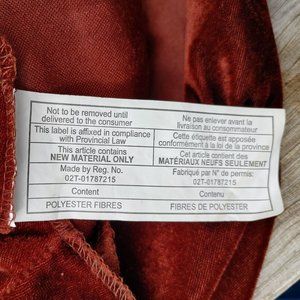 Not to be removed until
delivered to the consumer
This label is affixed in compliance
with Provincial Law
This article contains
NEW MATERIAL ONLY
Made by Reg. No.
02T-01787215
Content
POLYESTER FIBRES
Ne pas enlever avant la
livraison au consommateur
Cette étiquette est apposée
conformément à la loi de la province
Cet article contient des
MATÉRIAUX NEUFS SEULEMENT
Fabriqué par N° de permis:
02T-01787215
Contenu
FIBRES DE POLYESTER